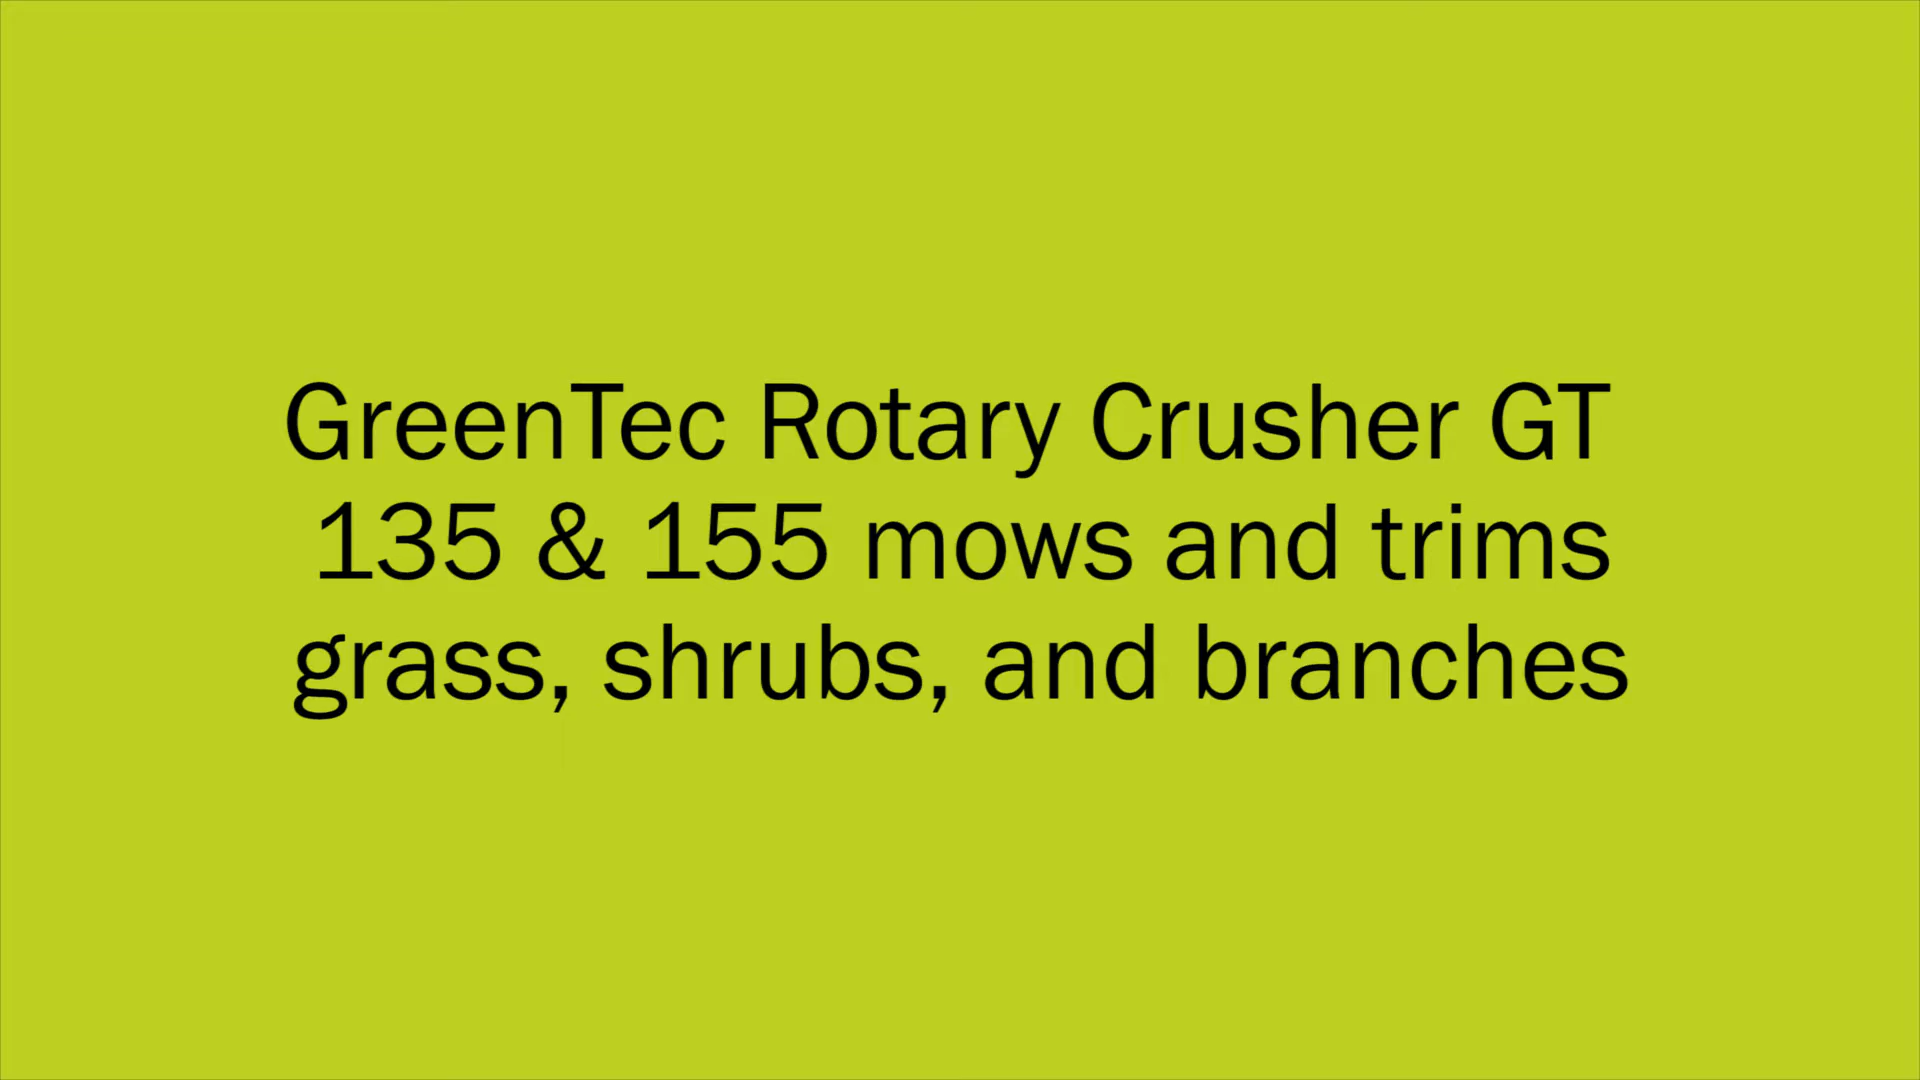 GreenTec Rotary Crusher GT
135 & 155 mows and trims
grass, shrubs, and branches